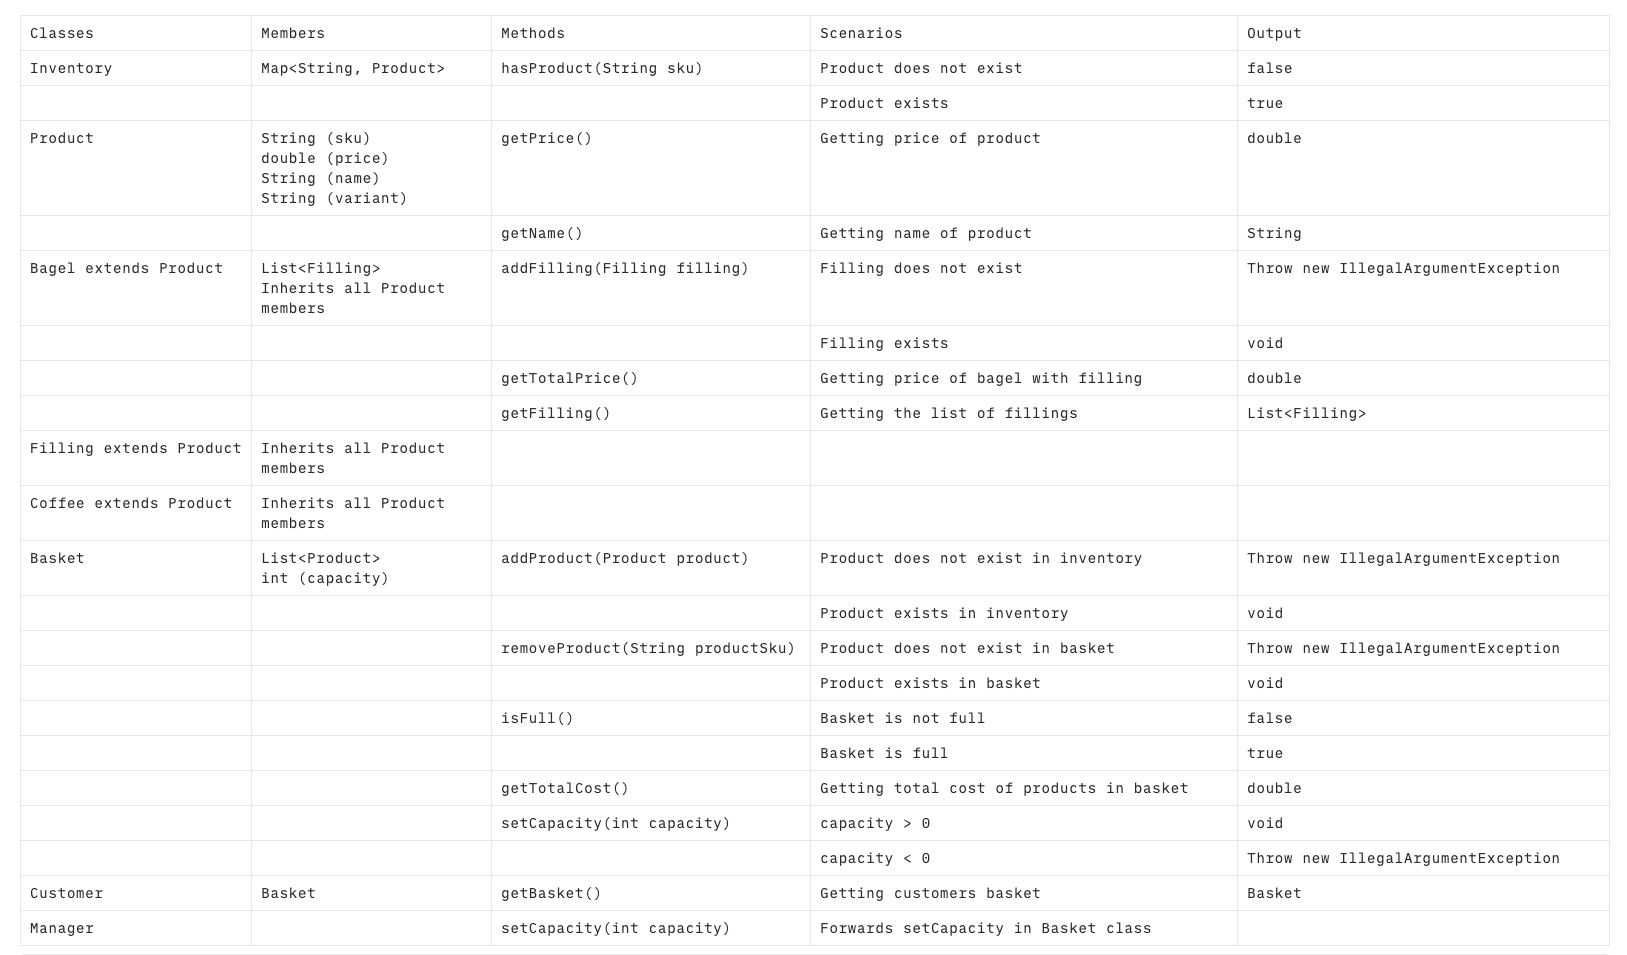 Classes Members Methods Scenarios Output
Inventory Map<String, Product> hasProduct(String sku) Product does not exist false
Product exists true
Product String (sku) getPrice() Getting price of product double
double (price)
String (name)
String (variant)
getName() Getting name of product String
Bagel extends Product List<Filling> addFilling(Filling filling) Filling does not exist Throw new IllegalArgumentException
Inherits all Product
members
Filling exists void
getTotalPrice() Getting price of bagel with filling double
getFilling() Getting the list of fillings List<Filling>
Filling extends Product Inherits all Product
members
Coffee extends Product Inherits all Product
members
Basket List<Product> addProduct(Product product) Product does not exist in inventory Throw new IllegalArgumentException
int (capacity)
Product exists in inventory void
removeProduct(String productSku) Product does not exist in basket Throw new IllegalArgumentException
Product exists in basket void
isFull() Basket is not full false
Basket is full true
getTotalCost() Getting total cost of products in basket double
setCapacity(int capacity) capacity > 0 void
capacity < 0 Throw new IllegalArgumentException
Customer Basket getBasket() Getting customers basket Basket
Manager setCapacity(int capacity) Forwards setCapacity in Basket class